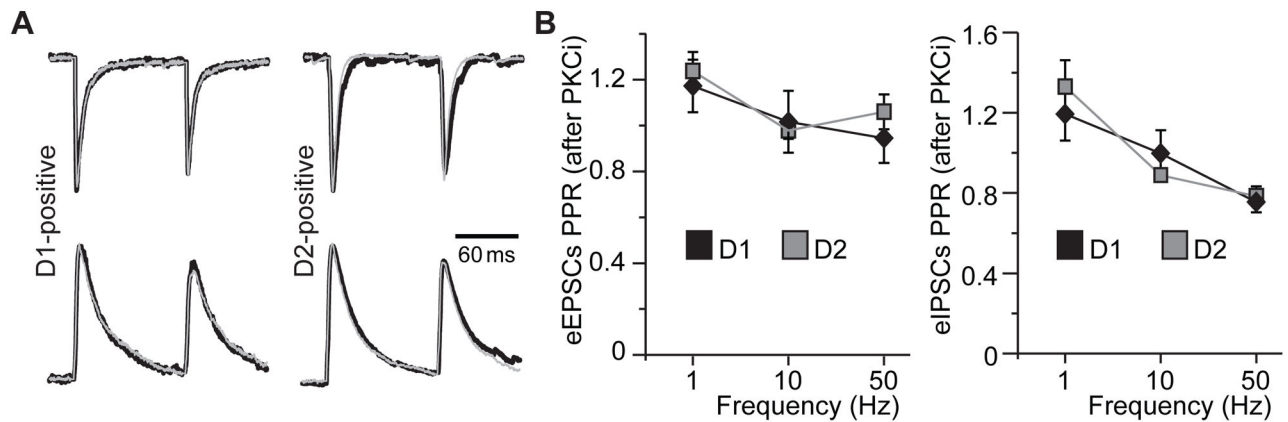 A
D1-positive
D2-positive
60 ms
B
eEPSCs PPR (after PKCi)
1.2
0.8
0.4
0
D1
D2
1
10
50
Frequency (Hz)
eIPSCs PPR (after PKCi)
1.6
1.2
0.8
0.4
0
D1
D2
1
10
50
Frequency (Hz)